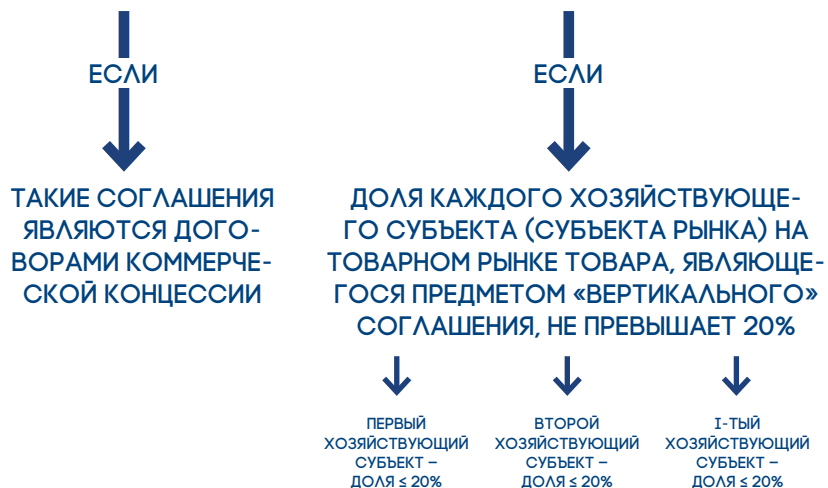 ЕСЛИ
ТАКИЕ СОГЛАШЕНИЯ
ЯВЛЯЮТСЯ ДОГО-
ВОРАМИ КОММЕРЧЕ-
СКОЙ КОНЦЕССИИ
ЕСЛИ
ДОЛЯ КАЖДОГО ХОЗЯЙСТВУЮЩЕ-
ГО СУБЪЕКТА (СУБЪЕКТА РЫНКА) НА
ТОВАРНОМ РЫНКЕ ТОВАРА, ЯВЛЯЮЩЕ-
ГОСЯ ПРЕДМЕТОМ «ВЕРТИКАЛЬНОГО»
СОГЛАШЕНИЯ, НЕ ПРЕВЫШАЕТ 20%
ПЕРВЫЙ
ХОЗЯЙСТВУЮЩИЙ
СУБЪЕКТ –
ДОЛЯ ≤ 20%
ВТОРОЙ
ХОЗЯЙСТВУЮЩИЙ
СУБЪЕКТ –
ДОЛЯ ≤ 20%
I-ТЫЙ
ХОЗЯЙСТВУЮЩИЙ
СУБЪЕКТ –
ДОЛЯ ≤ 20%